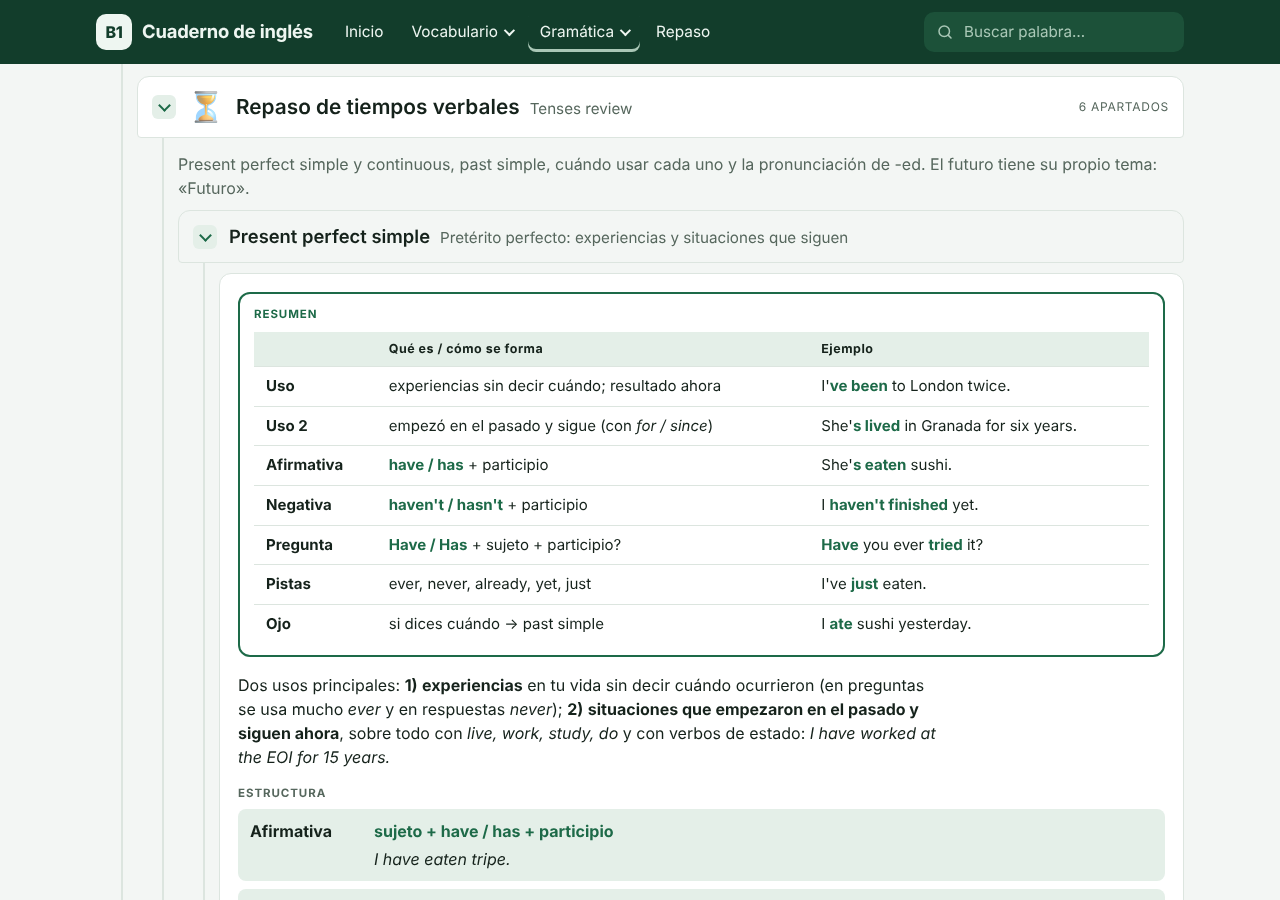 B1 Cuaderno de inglés Inicio Vocabulario Gramática Repaso Buscar palabra...
Repaso de tiempos verbales Tenses review 6 APARTADOS
Present perfect simple y continuous, past simple, cuándo usar cada uno y la pronunciación de -ed. El futuro tiene su propio tema:
«Futuro».
Present perfect simple Pretérito perfecto: experiencias y situaciones que siguen
RESUMEN
Qué es / cómo se forma Ejemplo
Uso experiencias sin decir cuándo; resultado ahora I've been to London twice.
Uso 2 empezó en el pasado y sigue (con for / since) She's lived in Granada for six years.
Afirmativa have / has + participio She's eaten sushi.
Negativa haven't / hasn't + participio I haven't finished yet.
Pregunta Have / Has + sujeto + participio? Have you ever tried it?
Pistas ever, never, already, yet, just I've just eaten.
Ojo si dices cuándo → past simple I ate sushi yesterday.
Dos usos principales: 1) experiencias en tu vida sin decir cuándo ocurrieron (en preguntas
se usa mucho ever y en respuestas never); 2) situaciones que empezaron en el pasado y
siguen ahora, sobre todo con live, work, study, do y con verbos de estado: I have worked at
the EOI for 15 years.
ESTRUCTURA
Afirmativa sujeto + have / has + participio
I have eaten tripe.